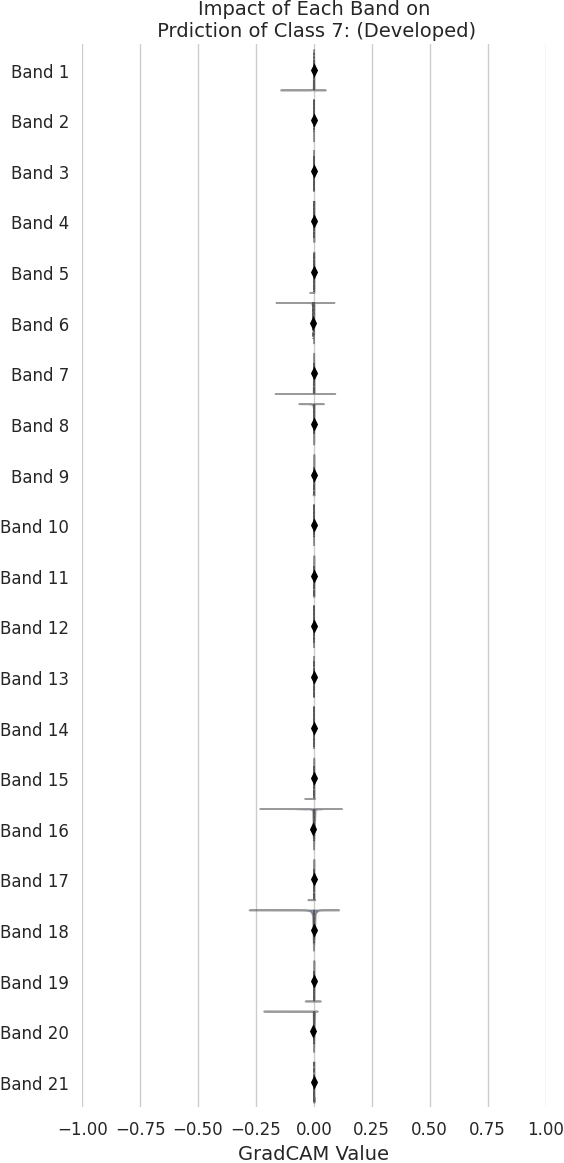 Impact of Each Band on
Prdiction of Class 7: (Developed)
Band 1
Band 2
Band 3
Band 4
Band 5
Band 6
Band 7
Band 8
Band 9
Band 10
Band 11
Band 12
Band 13
Band 14
Band 15
Band 16
Band 17
Band 18
Band 19
Band 20
Band 21
−1.00 −0.75 −0.50 −0.25 0.00 0.25 0.50 0.75 1.00
GradCAM Value